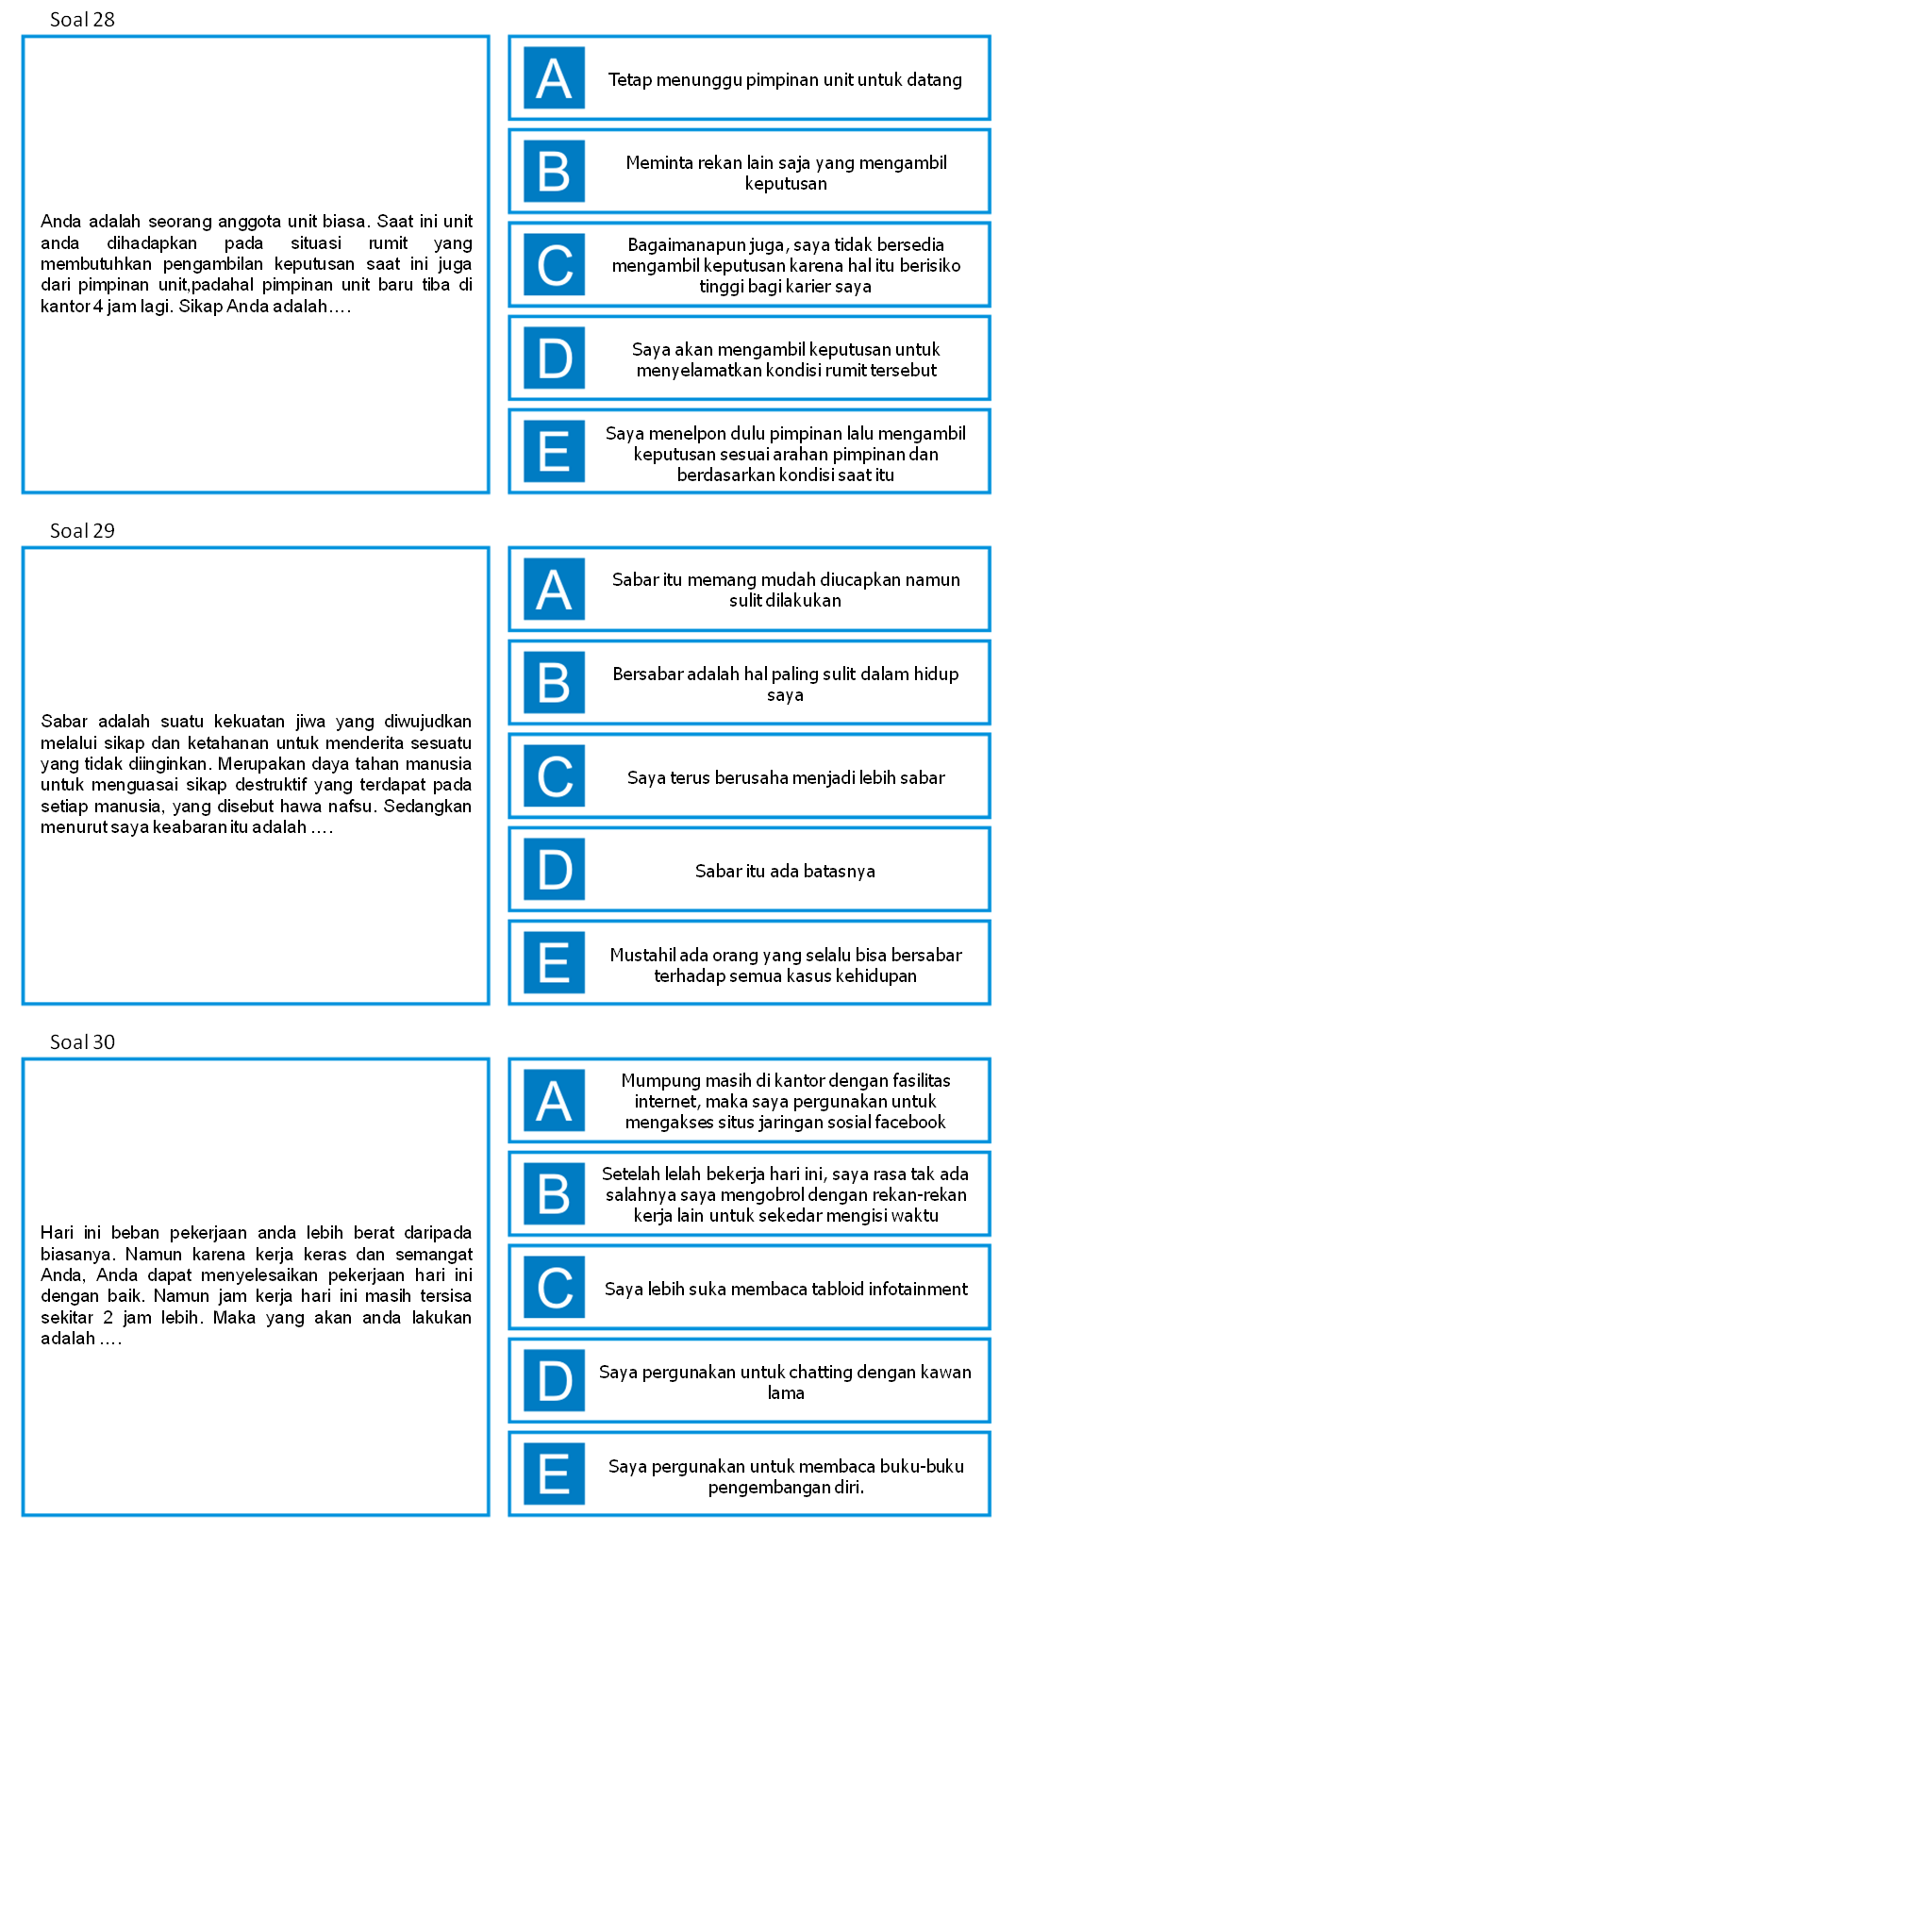 Soal 28
Anda adalah seorang anggota unit biasa. Saat ini unit
anda dihadapkan pada situasi rumit yang
membutuhkan pengambilan keputusan saat ini juga
dari pimpinan unit,padahal pimpinan unit baru tiba di
kantor 4 jam lagi. Sikap Anda adalah….
A
Tetap menunggu pimpinan unit untuk datang
B
Meminta rekan lain saja yang mengambil
keputusan
C
Bagaimanapun juga, saya tidak bersedia
mengambil keputusan karena hal itu berisiko
tinggi bagi karier saya
D
Saya akan mengambil keputusan untuk
menyelamatkan kondisi rumit tersebut
E
Saya menelpon dulu pimpinan lalu mengambil
keputusan sesuai arahan pimpinan dan
berdasarkan kondisi saat itu
Soal 29
Sabar adalah suatu kekuatan jiwa yang diwujudkan
melalui sikap dan ketahanan untuk menderita sesuatu
yang tidak diinginkan. Merupakan daya tahan manusia
untuk menguasai sikap destruktif yang terdapat pada
setiap manusia, yang disebut hawa nafsu. Sedangkan
menurut saya keabaran itu adalah ….
A
Sabar itu memang mudah diucapkan namun
sulit dilakukan
B
Bersabar adalah hal paling sulit dalam hidup
saya
C
Saya terus berusaha menjadi lebih sabar
D
Sabar itu ada batasnya
E
Mustahil ada orang yang selalu bisa bersabar
terhadap semua kasus kehidupan
Soal 30
Hari ini beban pekerjaan anda lebih berat daripada
biasanya. Namun karena kerja keras dan semangat
Anda, Anda dapat menyelesaikan pekerjaan hari ini
dengan baik. Namun jam kerja hari ini masih tersisa
sekitar 2 jam lebih. Maka yang akan anda lakukan
adalah ….
A
Mumpung masih di kantor dengan fasilitas
internet, maka saya pergunakan untuk
mengakses situs jaringan sosial facebook
B
Setelah lelah bekerja hari ini, saya rasa tak ada
salahnya saya mengobrol dengan rekan-rekan
kerja lain untuk sekedar mengisi waktu
C
Saya lebih suka membaca tabloid infotainment
D
Saya pergunakan untuk chatting dengan kawan
lama
E
Saya pergunakan untuk membaca buku-buku
pengembangan diri.